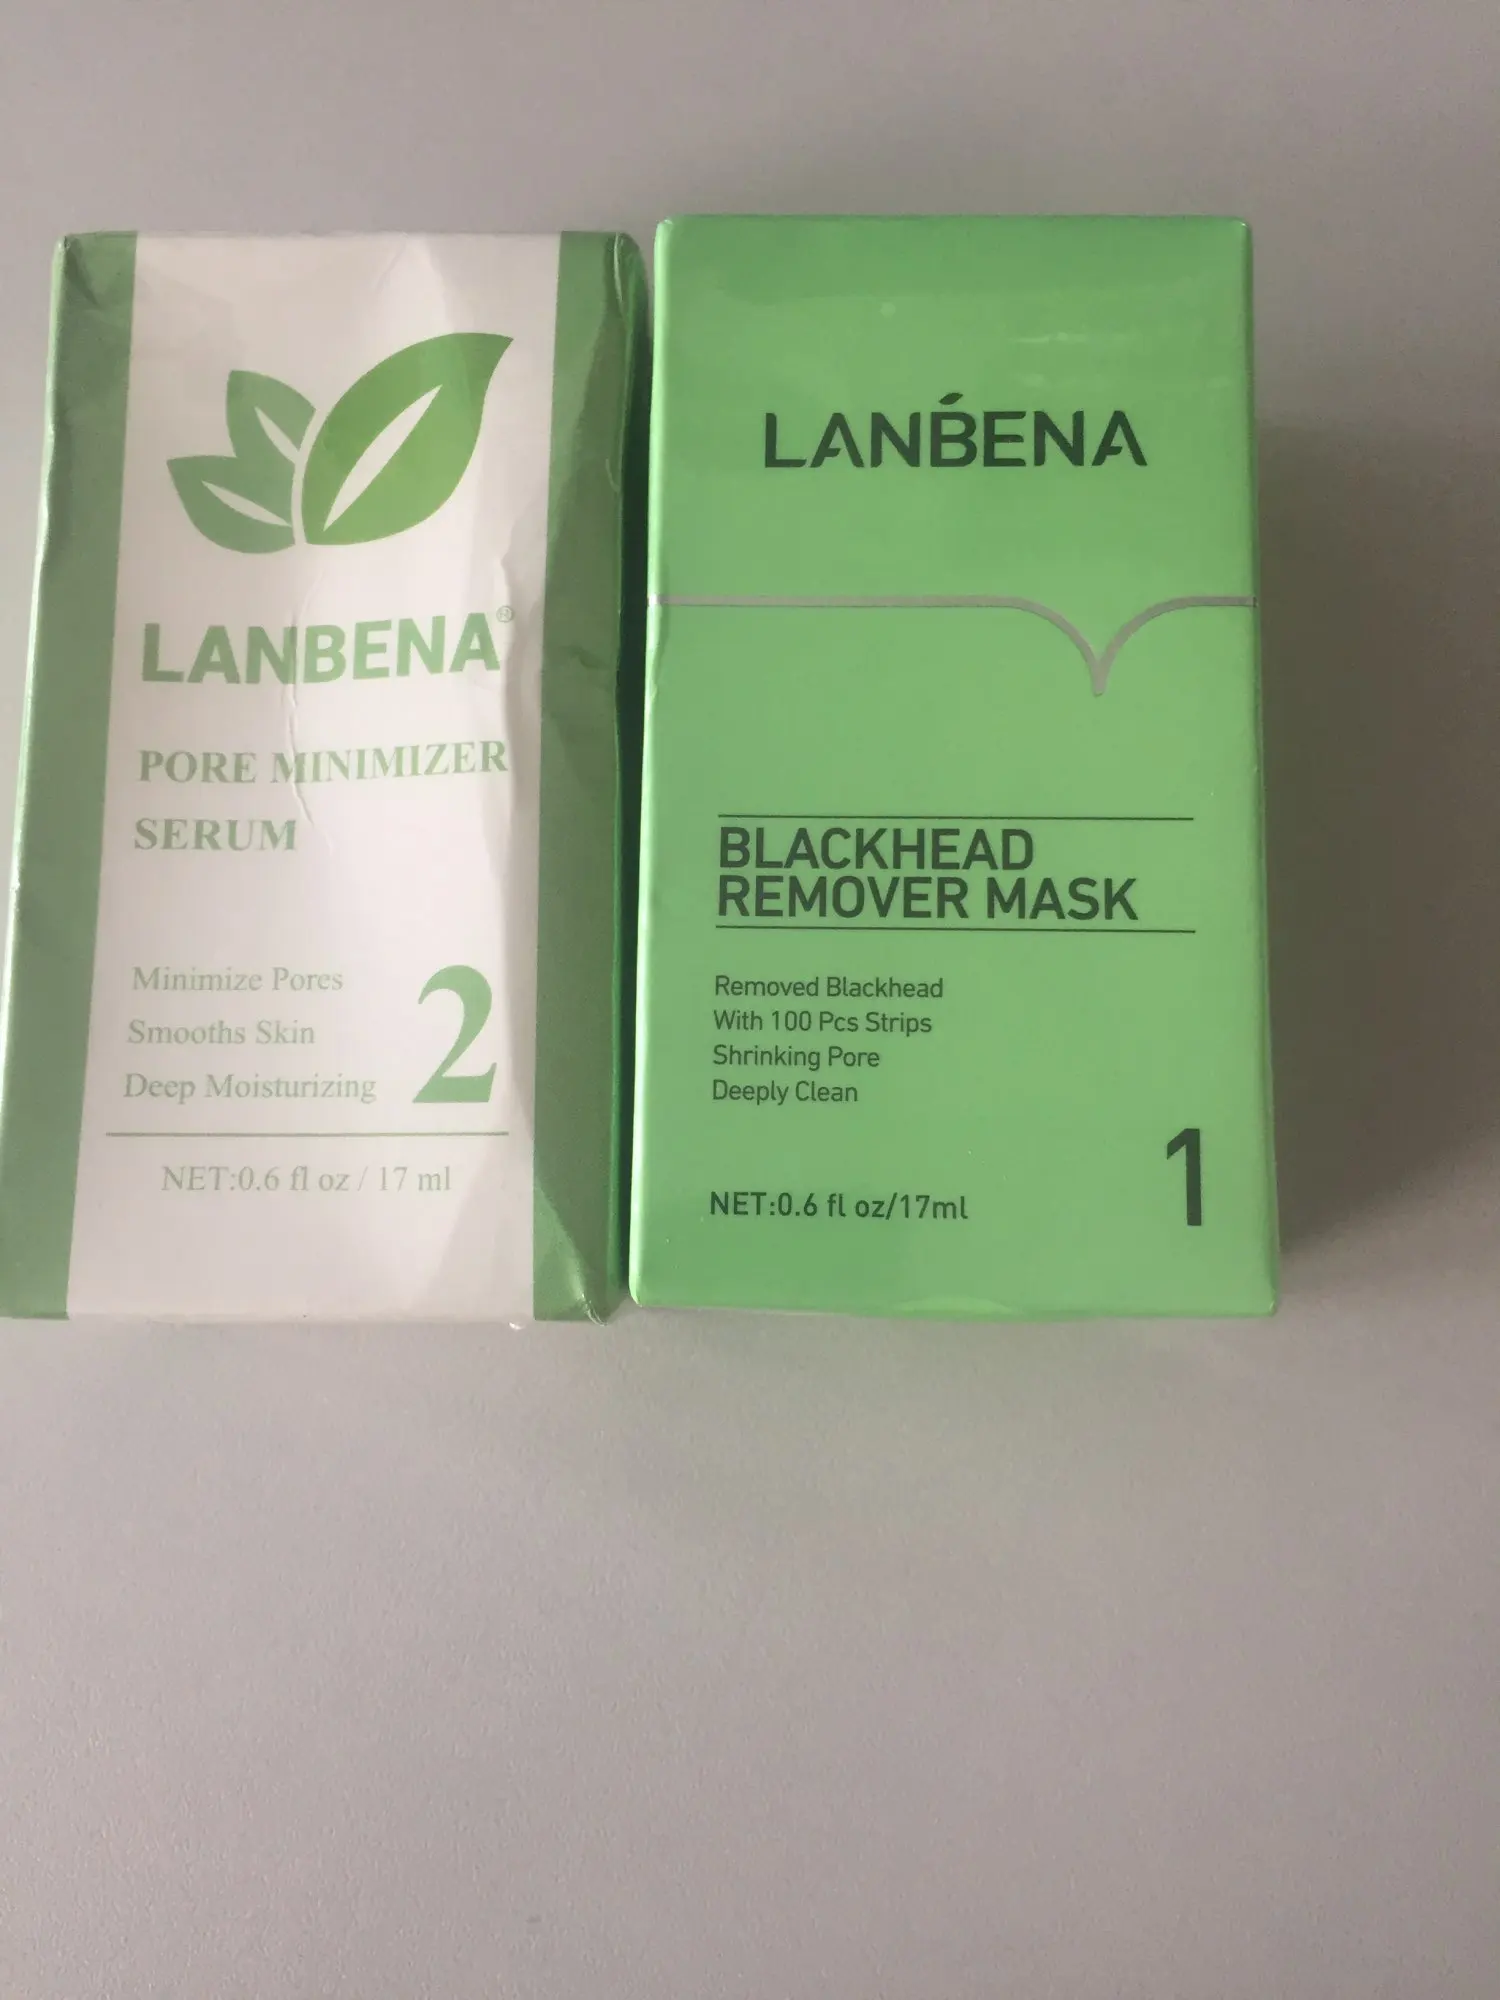 LANBENA®
PORE MINIMIZER
SERUM
Minimize Pores
Smooths Skin
Deep Moisturizing
2
NET:0.6 fl oz / 17 ml
LANBENA
BLACKHEAD
REMOVER MASK
Removed Blackhead
With 100 Pcs Strips
Shrinking Pore
Deeply Clean
1
NET:0.6 fl oz/17ml